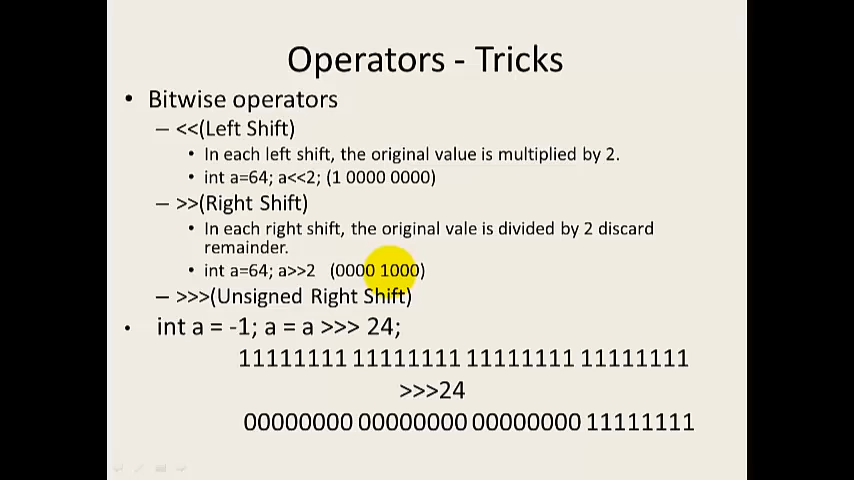 Operators - Tricks
• Bitwise operators
– <<(Left Shift)
• In each left shift, the original value is multiplied by 2.
• int a=64; a<<2; (1 0000 0000)
– >>(Right Shift)
• In each right shift, the original vale is divided by 2 discard
remainder.
• int a=64; a>>2 (0000 1000)
– >>>(Unsigned Right Shift)
• int a = -1; a = a >>> 24;
11111111 11111111 11111111 11111111
>>>24
00000000 00000000 00000000 11111111